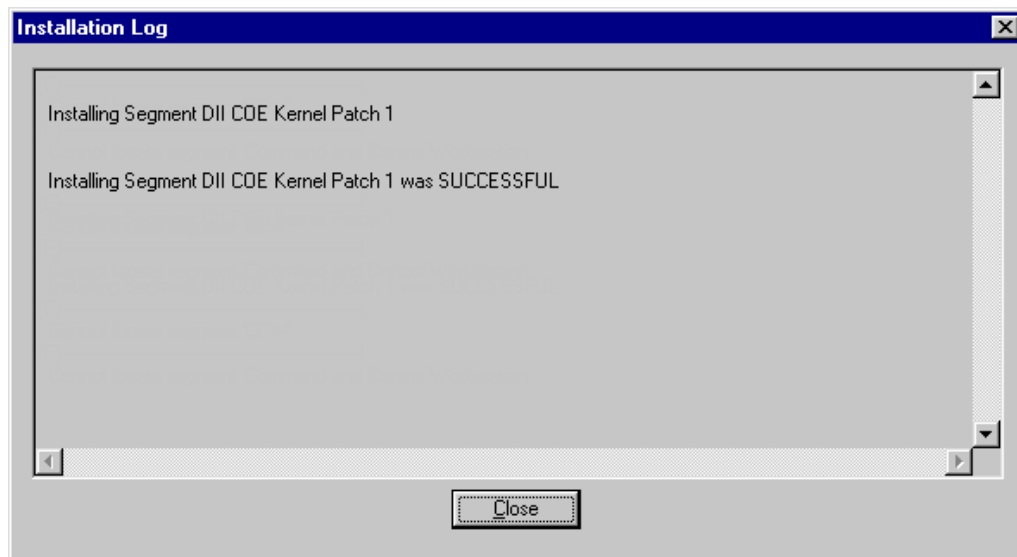 Installation Log
Installing Segment DII COE Kernel Patch 1
Installing Segment DII COE Kernel Patch 1 was SUCCESSFUL
Close